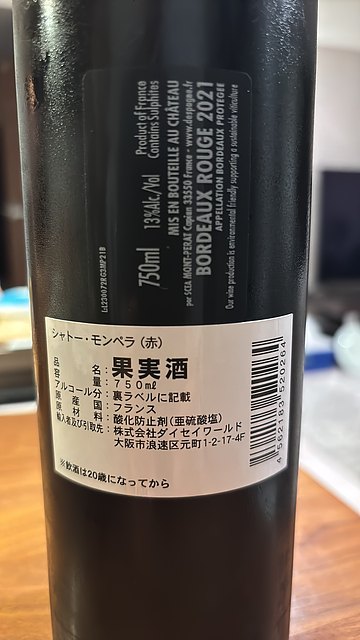 Product of France
Contains Sulphites
750ml 13%Alc./Vol
MIS EN BOUTEILLE AU CHÂTEAU
par SCEA MONT-PERAT Capian 33550 France - www.despagne.fr
BORDEAUX ROUGE 2021
APPELLATION BORDEAUX PROTÉGÉE
Our wine production is environmental friendly supporting a sustainable viticulture
シャトー・モンペラ (赤)
品名：果実酒
容量：７５０㎖
アルコール分：裏ラベルに記載
原産国：フランス
原材料：酸化防止剤(亜硫酸塩)
輸入者及び引取先：株式会社ダイセイワールド
大阪市浪速区元町1-2-17-4F
※飲酒は20歳になってから
4 562183 520264